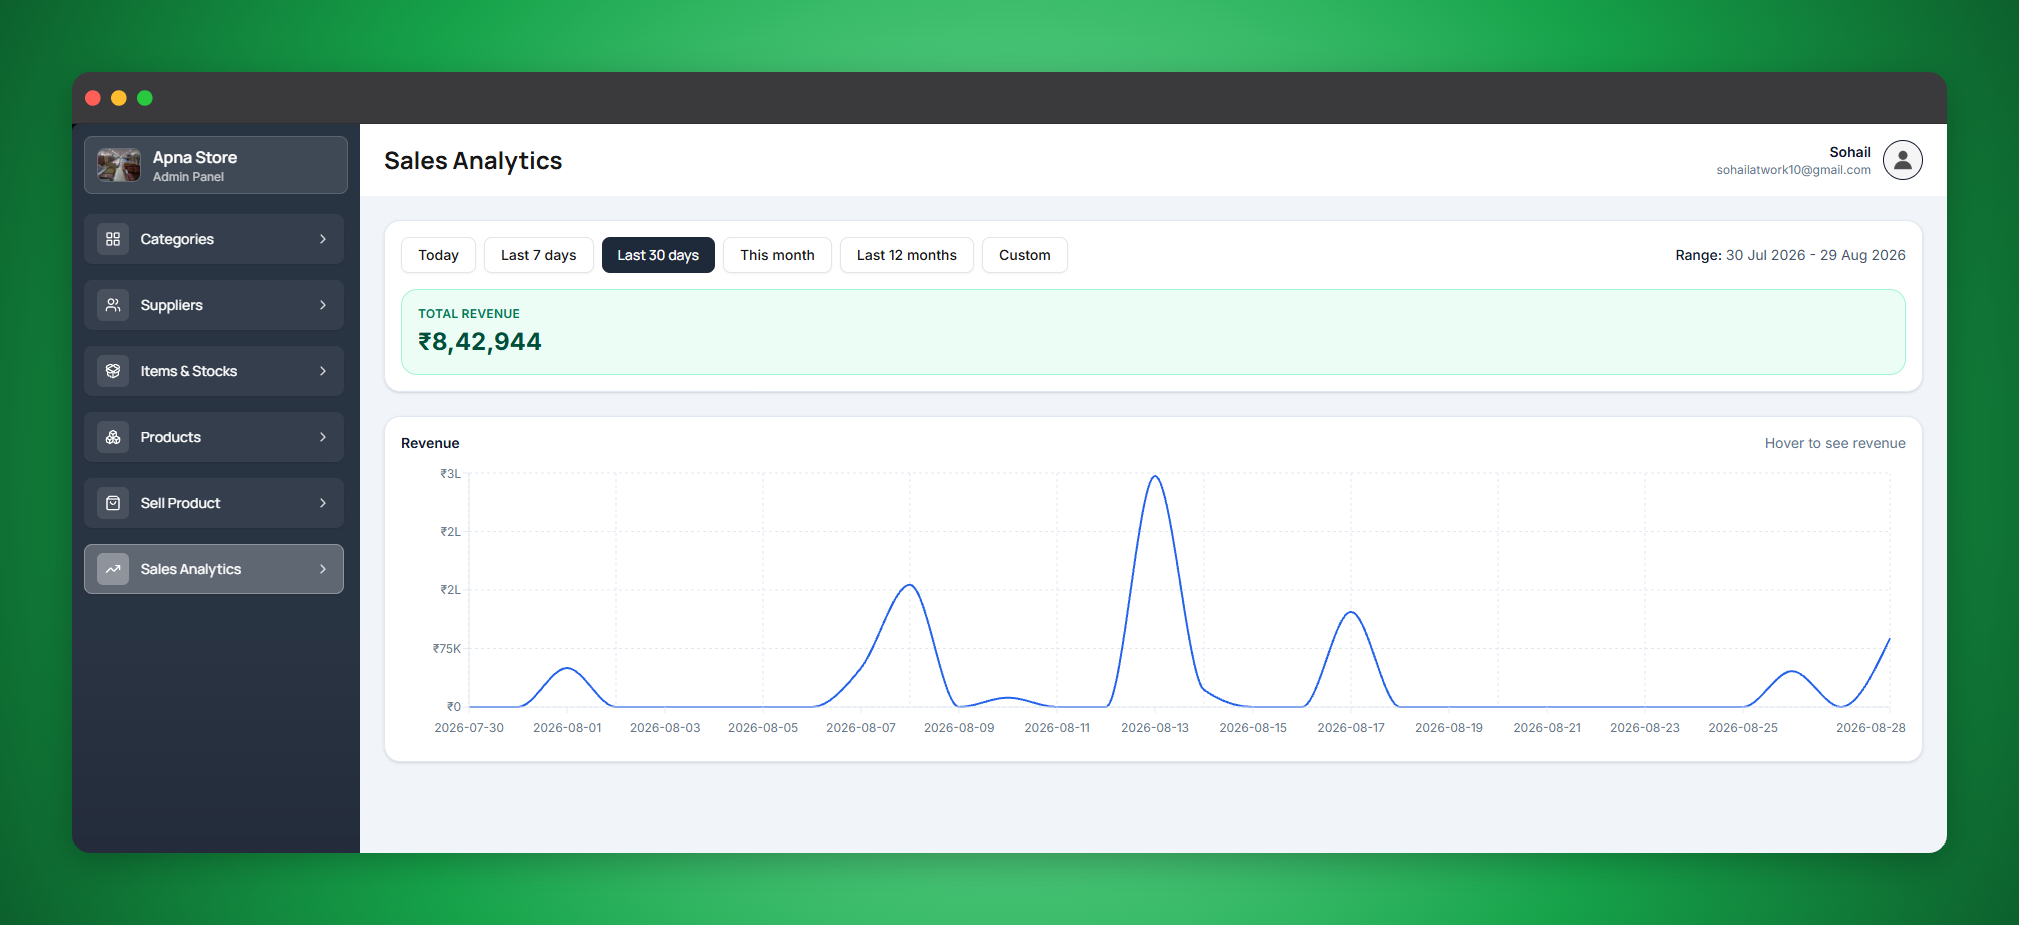 Apna Store
Admin Panel
Categories
Suppliers
Items & Stocks
Products
Sell Product
Sales Analytics
Sales Analytics
Sohail
sohailatwork10@gmail.com
Today
Last 7 days
Last 30 days
This month
Last 12 months
Custom
Range: 30 Jul 2026 - 29 Aug 2026
TOTAL REVENUE
₹8,42,944
Revenue
Hover to see revenue
₹3L
₹2L
₹2L
₹75K
₹0
2026-07-30 2026-08-01 2026-08-03 2026-08-05 2026-08-07 2026-08-09 2026-08-11 2026-08-13 2026-08-15 2026-08-17 2026-08-19 2026-08-21 2026-08-23 2026-08-25 2026-08-28